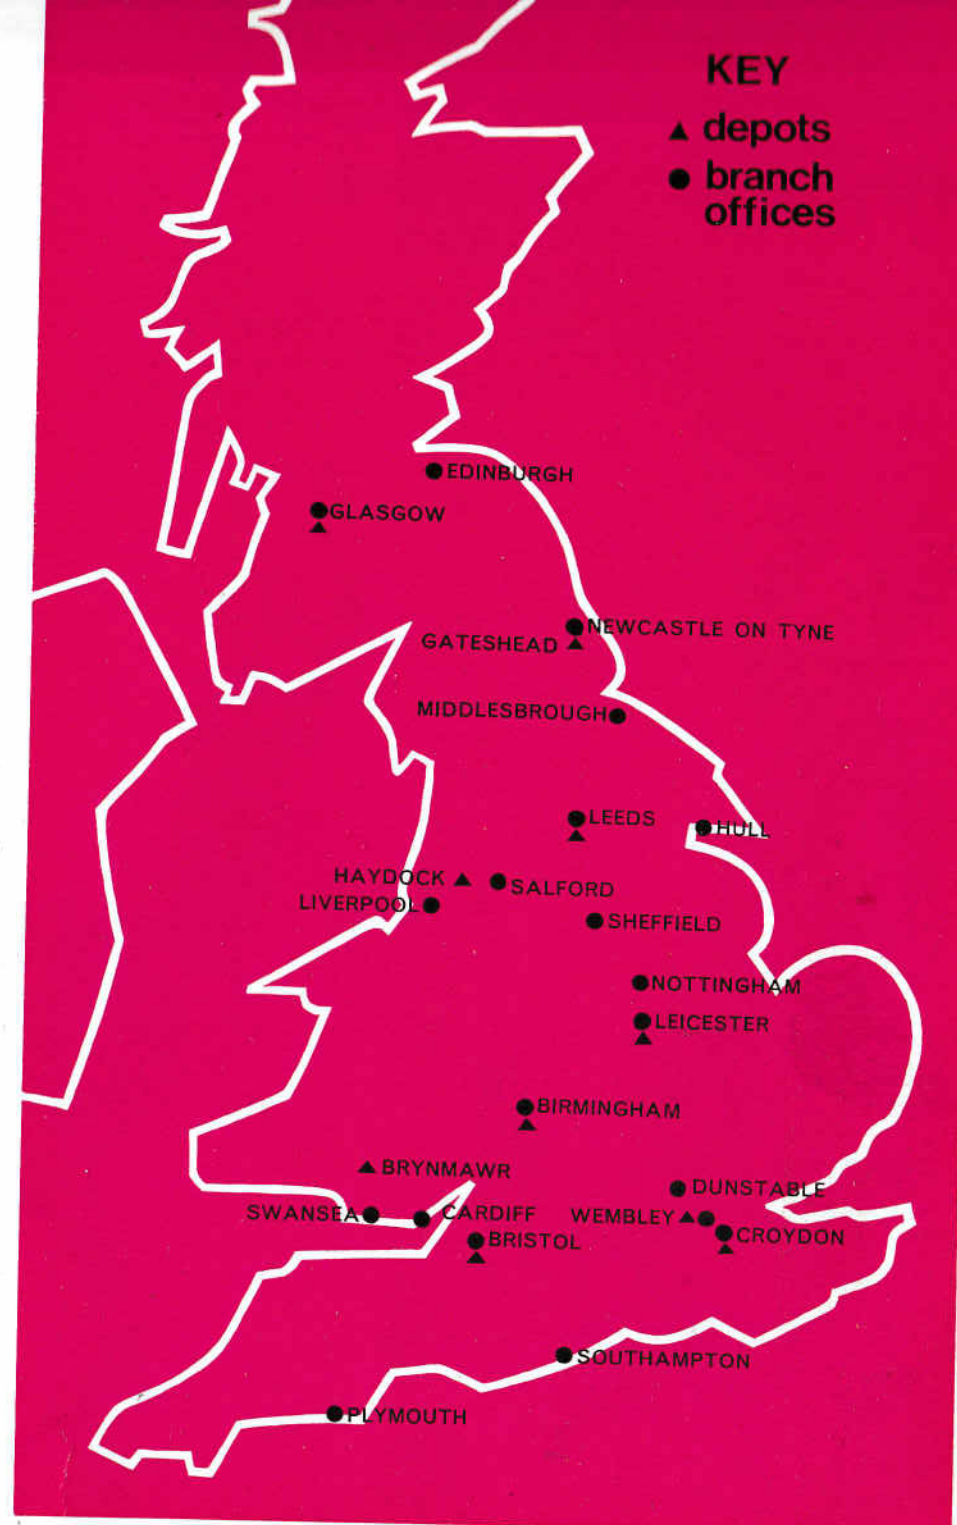 KEY
depots
branch
offices
EDINBURGH
GLASGOW
NEWCASTLE ON TYNE
GATESHEAD
MIDDLESBROUGH
LEEDS
HULL
HAYDOCK
SALFORD
LIVERPOOL
SHEFFIELD
NOTTINGHAM
LEICESTER
BIRMINGHAM
BRYNMAWR
DUNSTABLE
SWANSEA
CARDIFF
WEMBLEY
CROYDON
BRISTOL
SOUTHAMPTON
PLYMOUTH